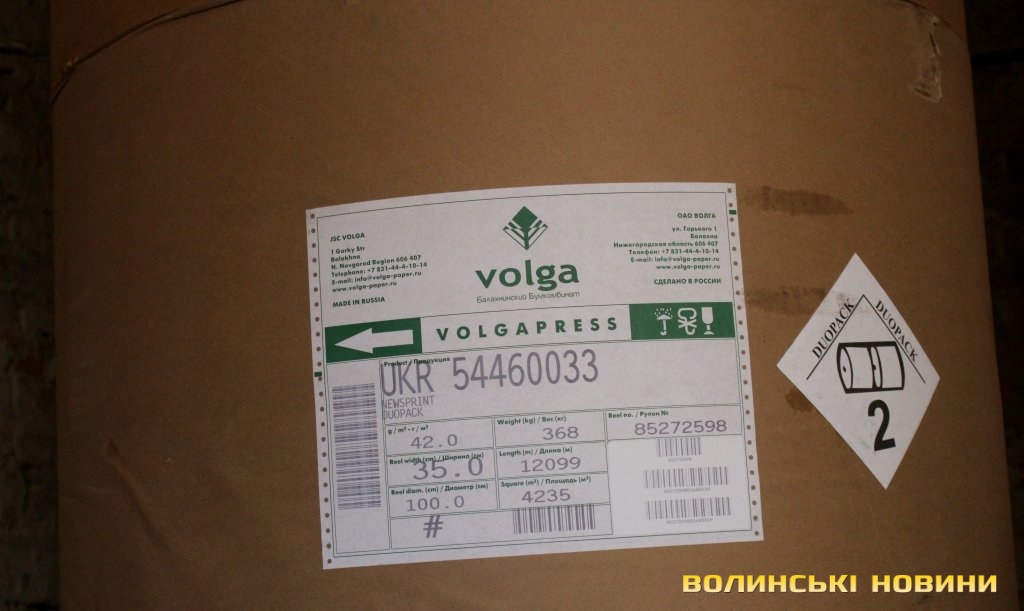 JSC VOLGA
1 Gorky Str
Balakhna
N. Novgorod Region 606 407
Telephone: +7 831-44-4-10-14
E-mail: info@volga-paper.ru
www.volga-paper.ru
MADE IN RUSSIA
volga
Балахнинский Бумкомбинат
ОАО ВОЛГА
ул. Горького 1
Балахна
Нижегородская область 606 407
Телефон: +7 831-44-4-10-14
E-mail: info@volga-paper.ru
www.volga-paper.ru
СДЕЛАНО В РОССИИ
VOLGAPRESS
Product / Продукция
UKR 54460033
NEWSPRINT
DUOPACK
g / m² - г / м²
42.0
Weight (kg) / Вес (кг)
368
Reel no. / Рулон №
85272598
Reel width (cm) / Ширина (см)
35.0
Length (m) / Длина (м)
12099
Reel diam. (cm) / Диаметр (см)
100.0
Square (m²) / Площадь (м²)
4235
#
DUOPACK
DUOPACK
2
ВОЛИНСЬКІ НОВИНИ